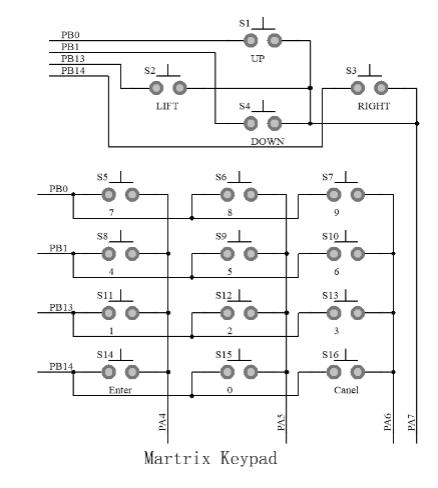 S1
PB0
PB1
UP
PB13
PB14
S2
S3
LIFT
S4
RIGHT
DOWN
S5
S6
S7
PB0
7
8
9
S8
S9
S10
PB1
4
5
6
S11
S12
S13
PB13
1
2
3
S14
S15
S16
PB14
Enter
0
Canel
PA4
PA5
PA6
PA7
Martrix Keypad